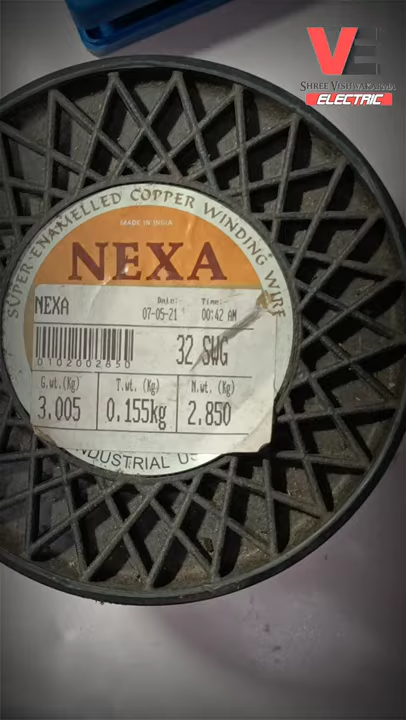 VE
SHREE VISHWAKARMA
ELECTRIC
SUPER ENAMELLED COPPER WINDING WIRE
MADE IN INDIA
NEXA
NEXA
Date:- Time:-
07-05-21 00:42 AM
0102002850
32 SWG
G.wt.(Kg) T.wt. (Kg) N.wt.(Kg)
3.005 0.155kg 2.850
INDUSTRIAL